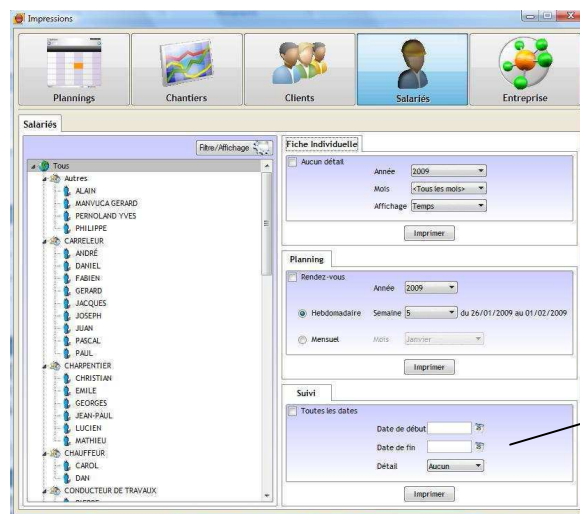 Impressions
Plannings
Chantiers
Clients
Salariés
Entreprise
Salariés
Filtre/Affichage
Tous
Autres
ALAIN
MANVUCA GERARD
PERNOLAND YVES
PHILIPPE
CARRELEUR
ANDRÉ
DANIEL
FABIEN
GERARD
JACQUES
JOSEPH
JUAN
PASCAL
PAUL
CHARPENTIER
CHRISTIAN
EMILE
GEORGES
JEAN-PAUL
LUCIEN
MATHIEU
CHAUFFEUR
CAROL
DAN
CONDUCTEUR DE TRAVAUX
Fiche Individuelle
Aucun détail
Année 2009
Mois <Tous les mois>
Affichage Temps
Imprimer
Planning
Rendez-vous
Année 2009
Hebdomadaire Semaine 5 du 26/01/2009 au 01/02/2009
Mensuel Mois Janvier
Imprimer
Suivi
Toutes les dates
Date de début
Date de fin
Détail Aucun
Imprimer